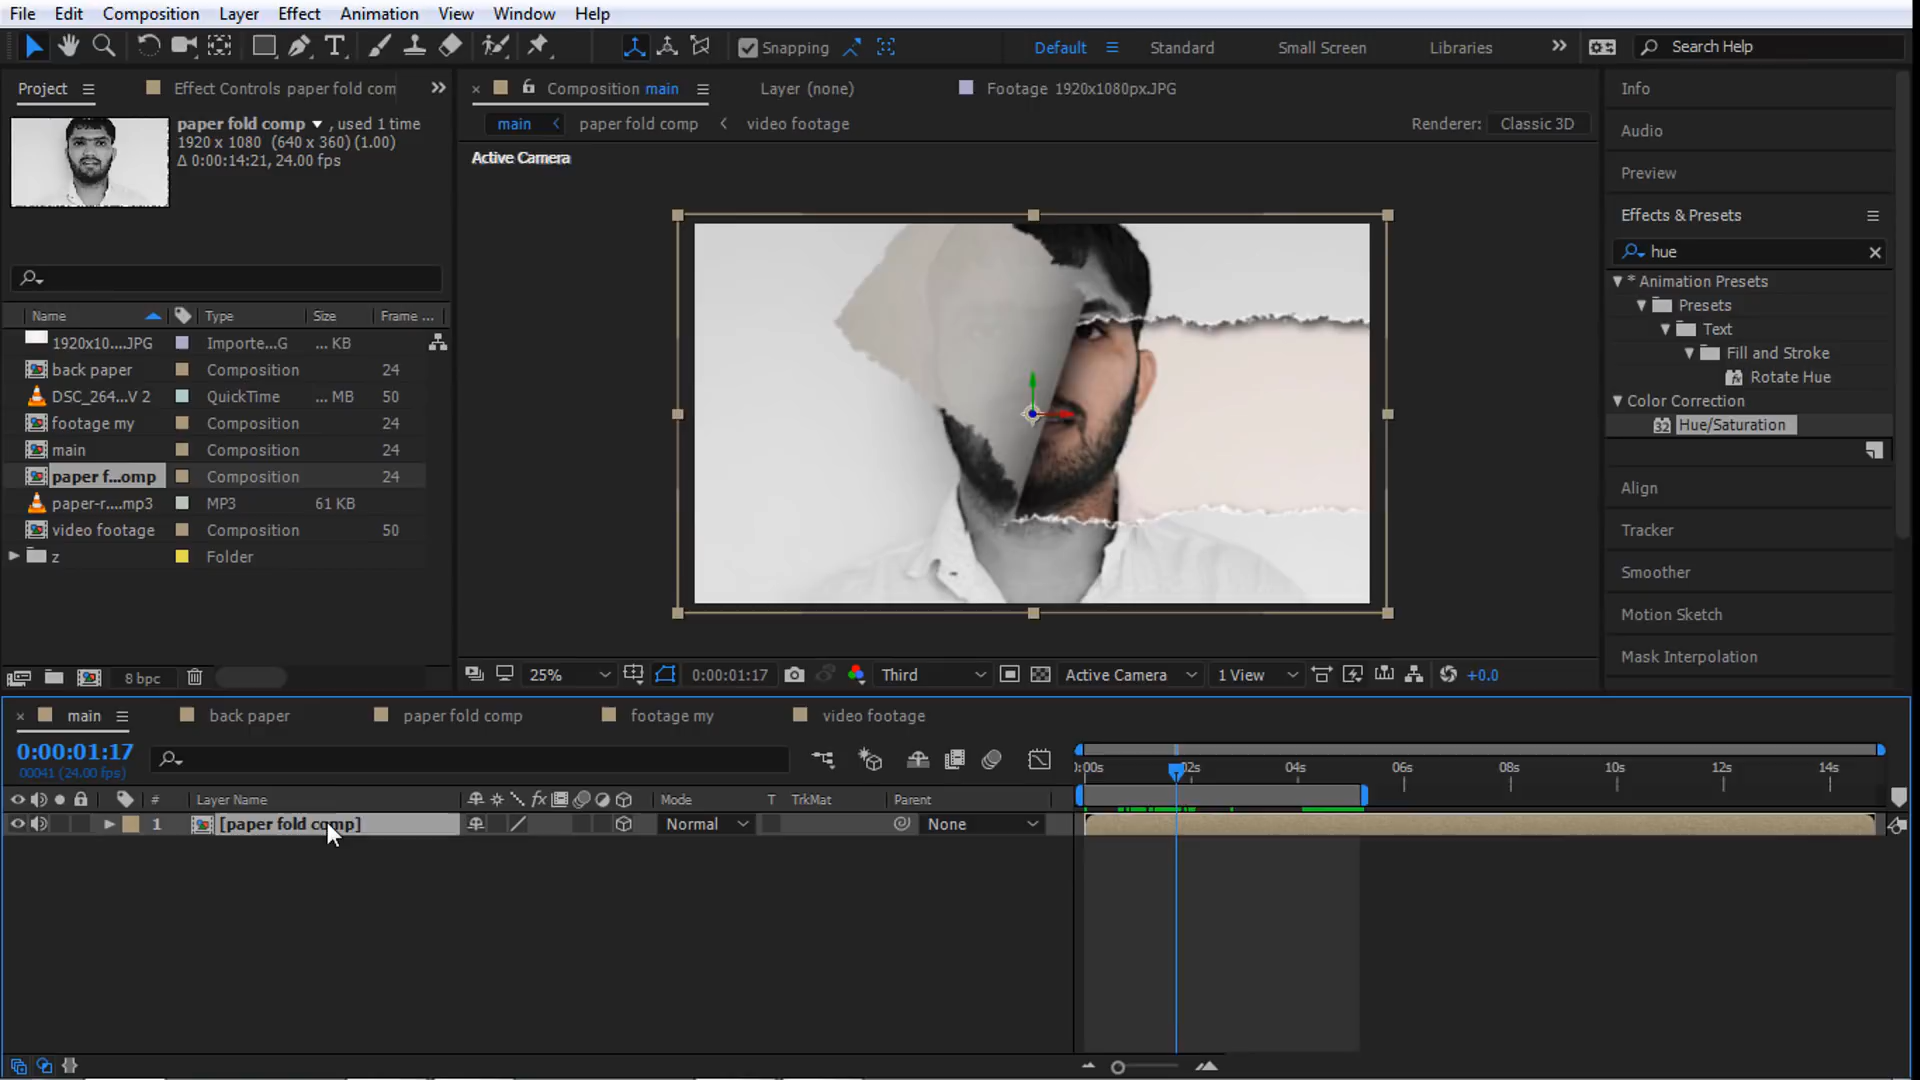 File Edit Composition Layer Effect Animation View Window Help
Snapping Default Standard Small Screen Libraries Search Help
Project Effect Controls paper fold com Composition main Layer (none) Footage 1920x1080px.JPG Info
paper fold comp , used 1 time main paper fold comp video footage Renderer: Classic 3D Audio
1920 x 1080 (640 x 360) (1.00)
Δ 0:00:14:21, 24.00 fps Active Camera Preview
Effects & Presets
hue
* Animation Presets
Presets
Text
Fill and Stroke
Rotate Hue
Color Correction
32 Hue/Saturation
Align
Tracker
Smoother
Motion Sketch
Mask Interpolation
Name Type Size Frame ...
1920x10....JPG Importe...G ... KB
back paper Composition 24
DSC_264...V 2 QuickTime ... MB 50
footage my Composition 24
main Composition 24
paper f...omp Composition 24
paper-r....mp3 MP3 61 KB
video footage Composition 50
z Folder
8 bpc 25% 0:00:01:17 Third Active Camera 1 View +0.0
main back paper paper fold comp footage my video footage
0:00:01:17
00041 (24.00 fps)
:00s 02s 04s 06s 08s 10s 12s 14s
# Layer Name fx Mode T TrkMat Parent
1 [paper fold comp] Normal None